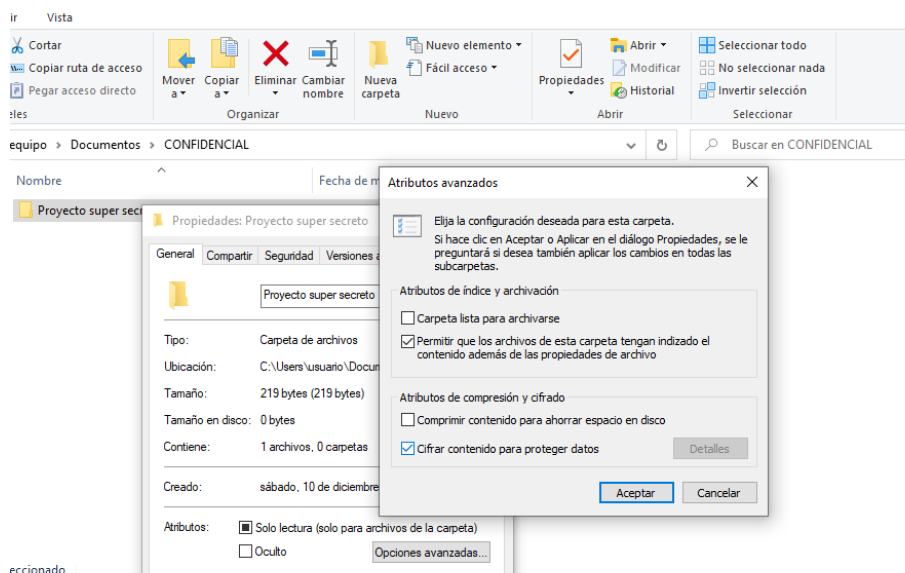 ir Vista
Cortar
Copiar ruta de acceso
Pegar acceso directo
Mover a
Copiar a
Eliminar
Cambiar nombre
Organizar
Nueva carpeta
Nuevo elemento
Fácil acceso
Nuevo
Propiedades
Abrir
Modificar
Historial
Abrir
Seleccionar todo
No seleccionar nada
Invertir selección
Seleccionar
equipo > Documentos > CONFIDENCIAL
Buscar en CONFIDENCIAL
Nombre
Fecha de m
Proyecto super secr
Propiedades: Proyecto super secreto
General Compartir Seguridad Versiones a
Proyecto super secreto
Tipo: Carpeta de archivos
Ubicación: C:\Users\usuario\Docum
Tamaño: 219 bytes (219 bytes)
Tamaño en disco: 0 bytes
Contiene: 1 archivos, 0 carpetas
Creado: sábado, 10 de diciembre
Atributos: Solo lectura (solo para archivos de la carpeta)
Oculto
Opciones avanzadas...
Atributos avanzados
Elija la configuración deseada para esta carpeta.
Si hace clic en Aceptar o Aplicar en el diálogo Propiedades, se le
preguntará si desea también aplicar los cambios en todas las
subcarpetas.
Atributos de índice y archivación
Carpeta lista para archivarse
Permitir que los archivos de esta carpeta tengan indizado el
contenido además de las propiedades de archivo
Atributos de compresión y cifrado
Comprimir contenido para ahorrar espacio en disco
Cifrar contenido para proteger datos
Detalles
Aceptar
Cancelar
eccionado